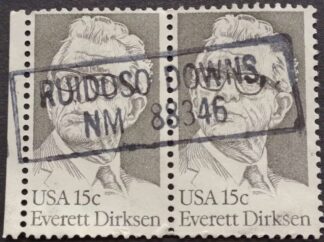 RUIDOSO DOWNS,
NM 88346
USA 15c
Everett Dirksen
USA 15c
Everett Dirksen